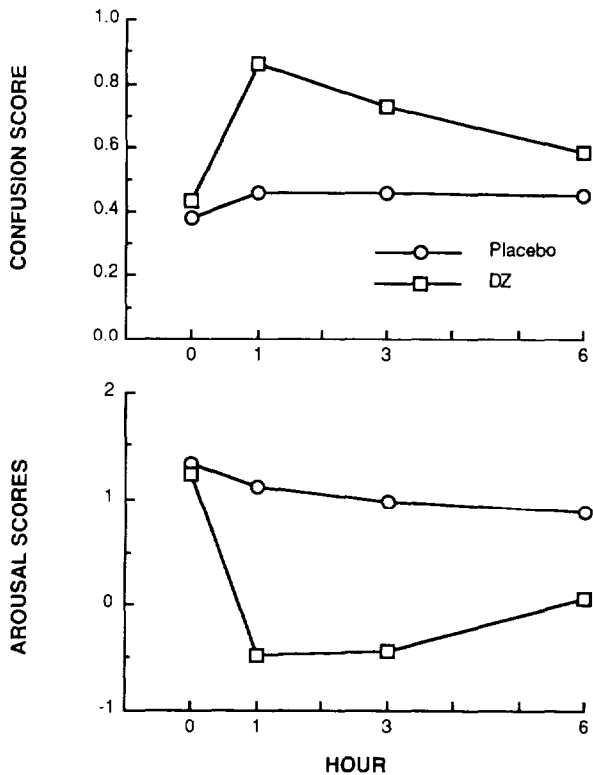 CONFUSION SCORE
1.0
0.8
0.6
0.4
0.2
0.0
Placebo
DZ
0 1 3 6
AROUSAL SCORES
2
1
0
-1
0 1 3 6
HOUR